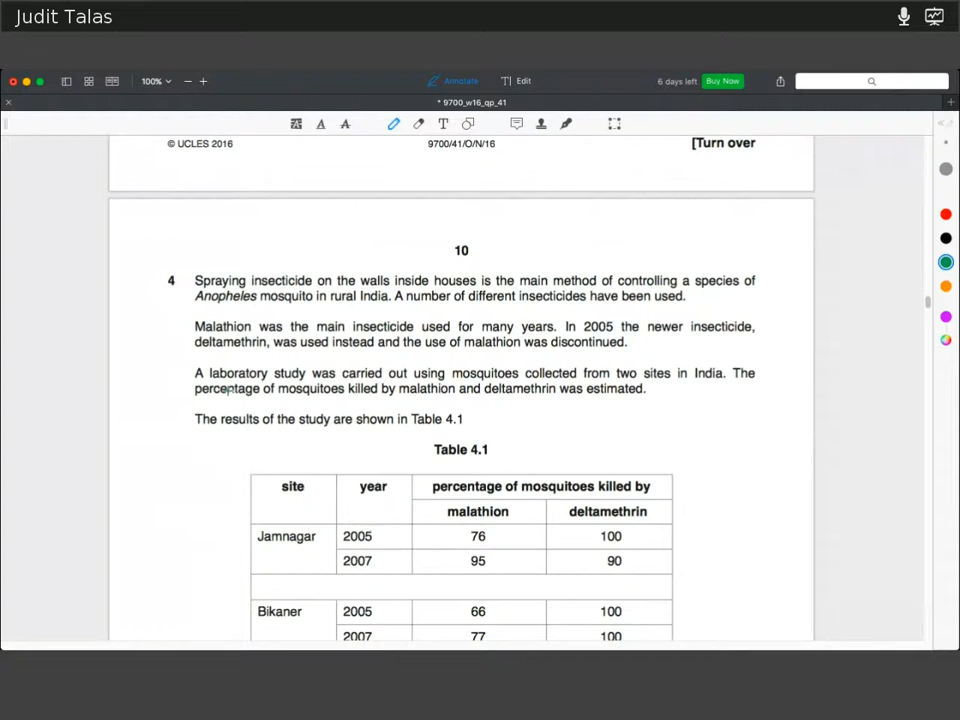 Judit Talas
100%
Annotate
Edit
6 days left
Buy Now
* 9700_w16_qp_41
© UCLES 2016
9700/41/O/N/16
[Turn over
10
4 Spraying insecticide on the walls inside houses is the main method of controlling a species of
Anopheles mosquito in rural India. A number of different insecticides have been used.
Malathion was the main insecticide used for many years. In 2005 the newer insecticide,
deltamethrin, was used instead and the use of malathion was discontinued.
A laboratory study was carried out using mosquitoes collected from two sites in India. The
percentage of mosquitoes killed by malathion and deltamethrin was estimated.
The results of the study are shown in Table 4.1
Table 4.1
site year percentage of mosquitoes killed by
malathion deltamethrin
Jamnagar 2005 76 100
2007 95 90
Bikaner 2005 66 100
2007 77 100